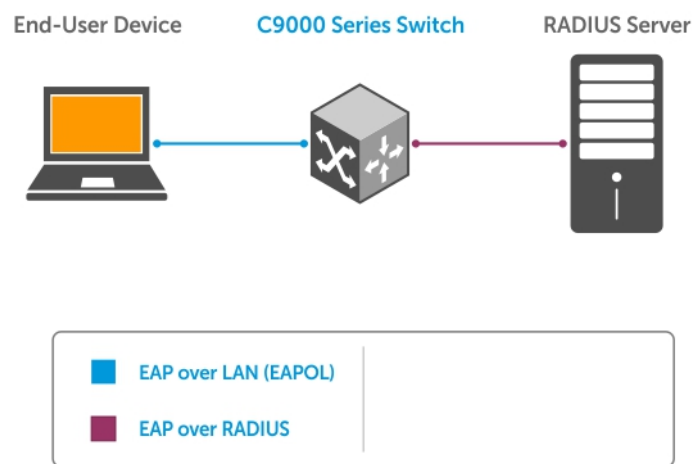 End-User Device
C9000 Series Switch
RADIUS Server
EAP over LAN (EAPOL)
EAP over RADIUS